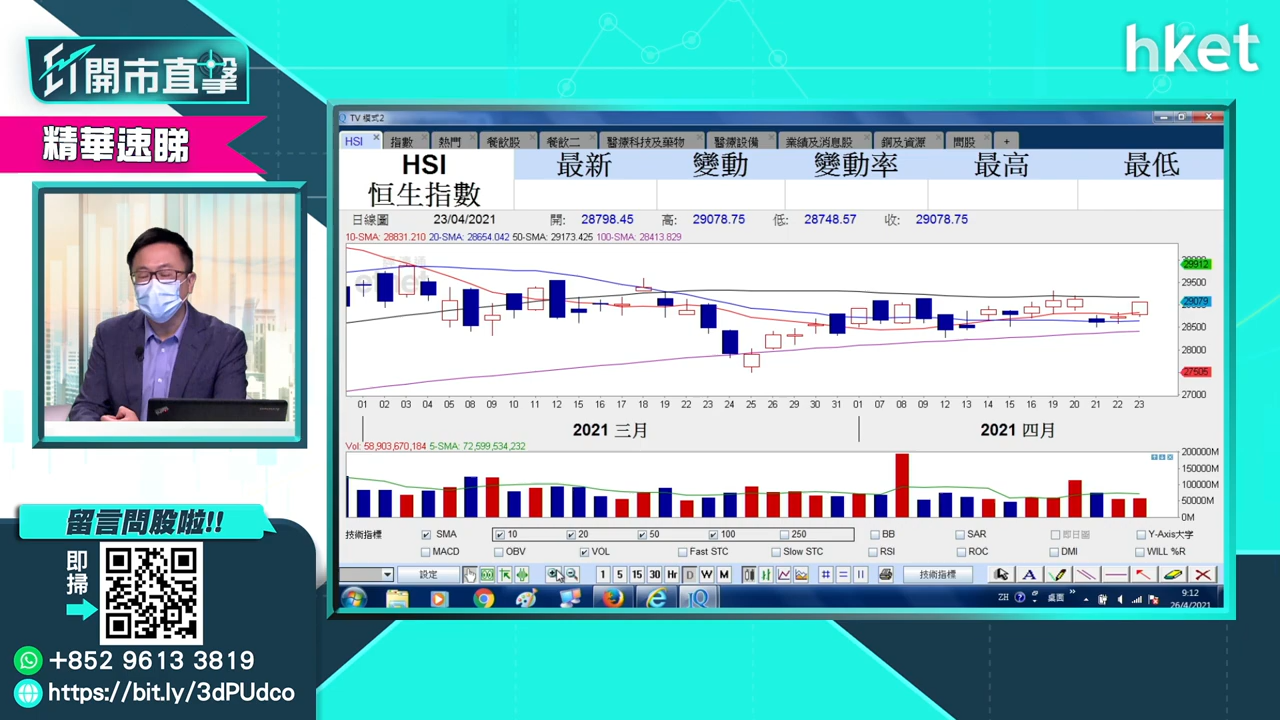 ET開市直擊
hket
精華速睇
TV 模式2
HSI 指數 熱門 餐飲股 餐飲二 醫療科技及藥物 醫療設備 業績及消息股 鋼及資源 問股 +
HSI 最新 變動 變動率 最高 最低
恒生指數
日線圖 23/04/2021 開: 28798.45 高: 29078.75 低: 28748.57 收: 29078.75
10-SMA: 28831.210 20-SMA: 28654.042 50-SMA: 29173.425 100-SMA: 28413.829
29912
29500
29079
28500
28000
27505
27000
01 02 03 04 05 08 09 10 11 12 15 16 17 18 19 22 23 24 25 26 29 30 31 01 07 08 09 12 13 14 15 16 19 20 21 22 23
2021 三月 2021 四月
Vol: 58,903,670,184 5-SMA: 72,599,534,232
200000M
150000M
100000M
50000M
0M
技術指標 SMA 10 20 50 100 250 BB SAR 即日圖 Y-Axis大字
MACD OBV VOL Fast STC Slow STC RSI ROC DMI WILL %R
設定 1 5 15 30 Hr D W M 技術指標 A
ZH 桌面 9:12
26/4/2021
留言問股啦!!
即掃
+852 9613 3819
https://bit.ly/3dPUdco